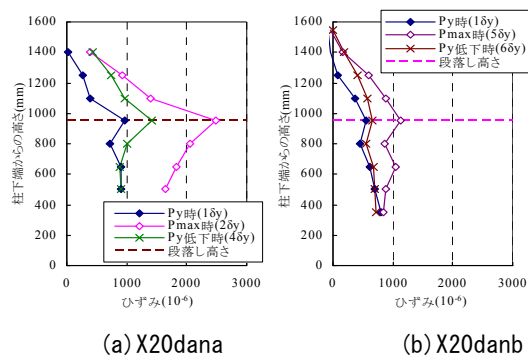 1600
1400
1200
1000
800
600
400
200
0
柱下端からの高さ(mm)
Py時(1δy)
Pmax時(2δy)
Py低下時(4δy)
段落し高さ
0 1000 2000 3000
ひずみ(10-6)
(a) X20dana
1600
1400
1200
1000
800
600
400
200
0
柱下端からの高さ(mm)
Py時(1δy)
Pmax時(5δy)
Py低下時(6δy)
段落し高さ
0 1000 2000 3000
ひずみ(10-6)
(b) X20danb